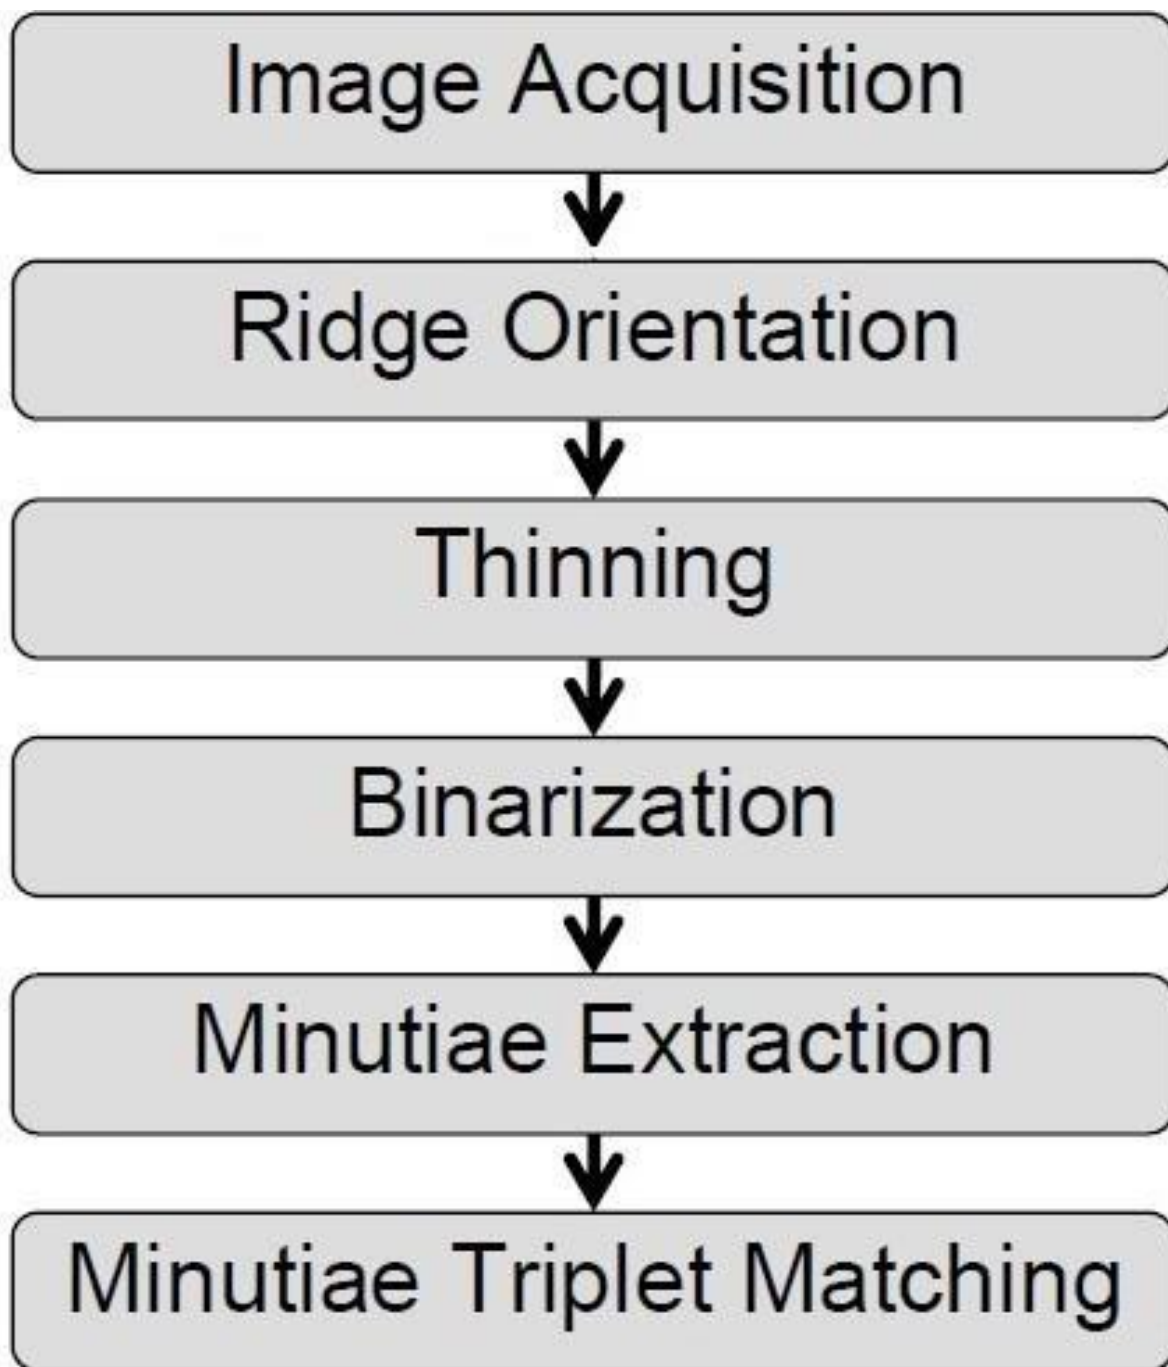 Image Acquisition
Ridge Orientation
Thinning
Binarization
Minutiae Extraction
Minutiae Triplet Matching